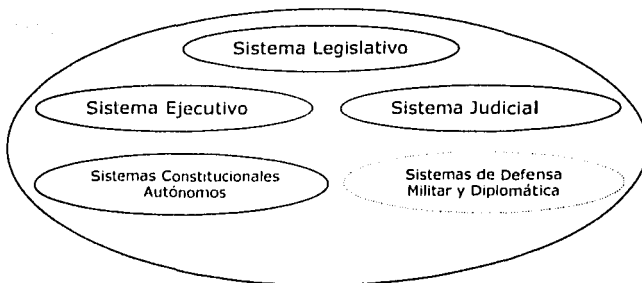 Sistema Legislativo
Sistema Ejecutivo
Sistema Judicial
Sistemas Constitucionales
Autónomos
Sistemas de Defensa
Militar y Diplomática